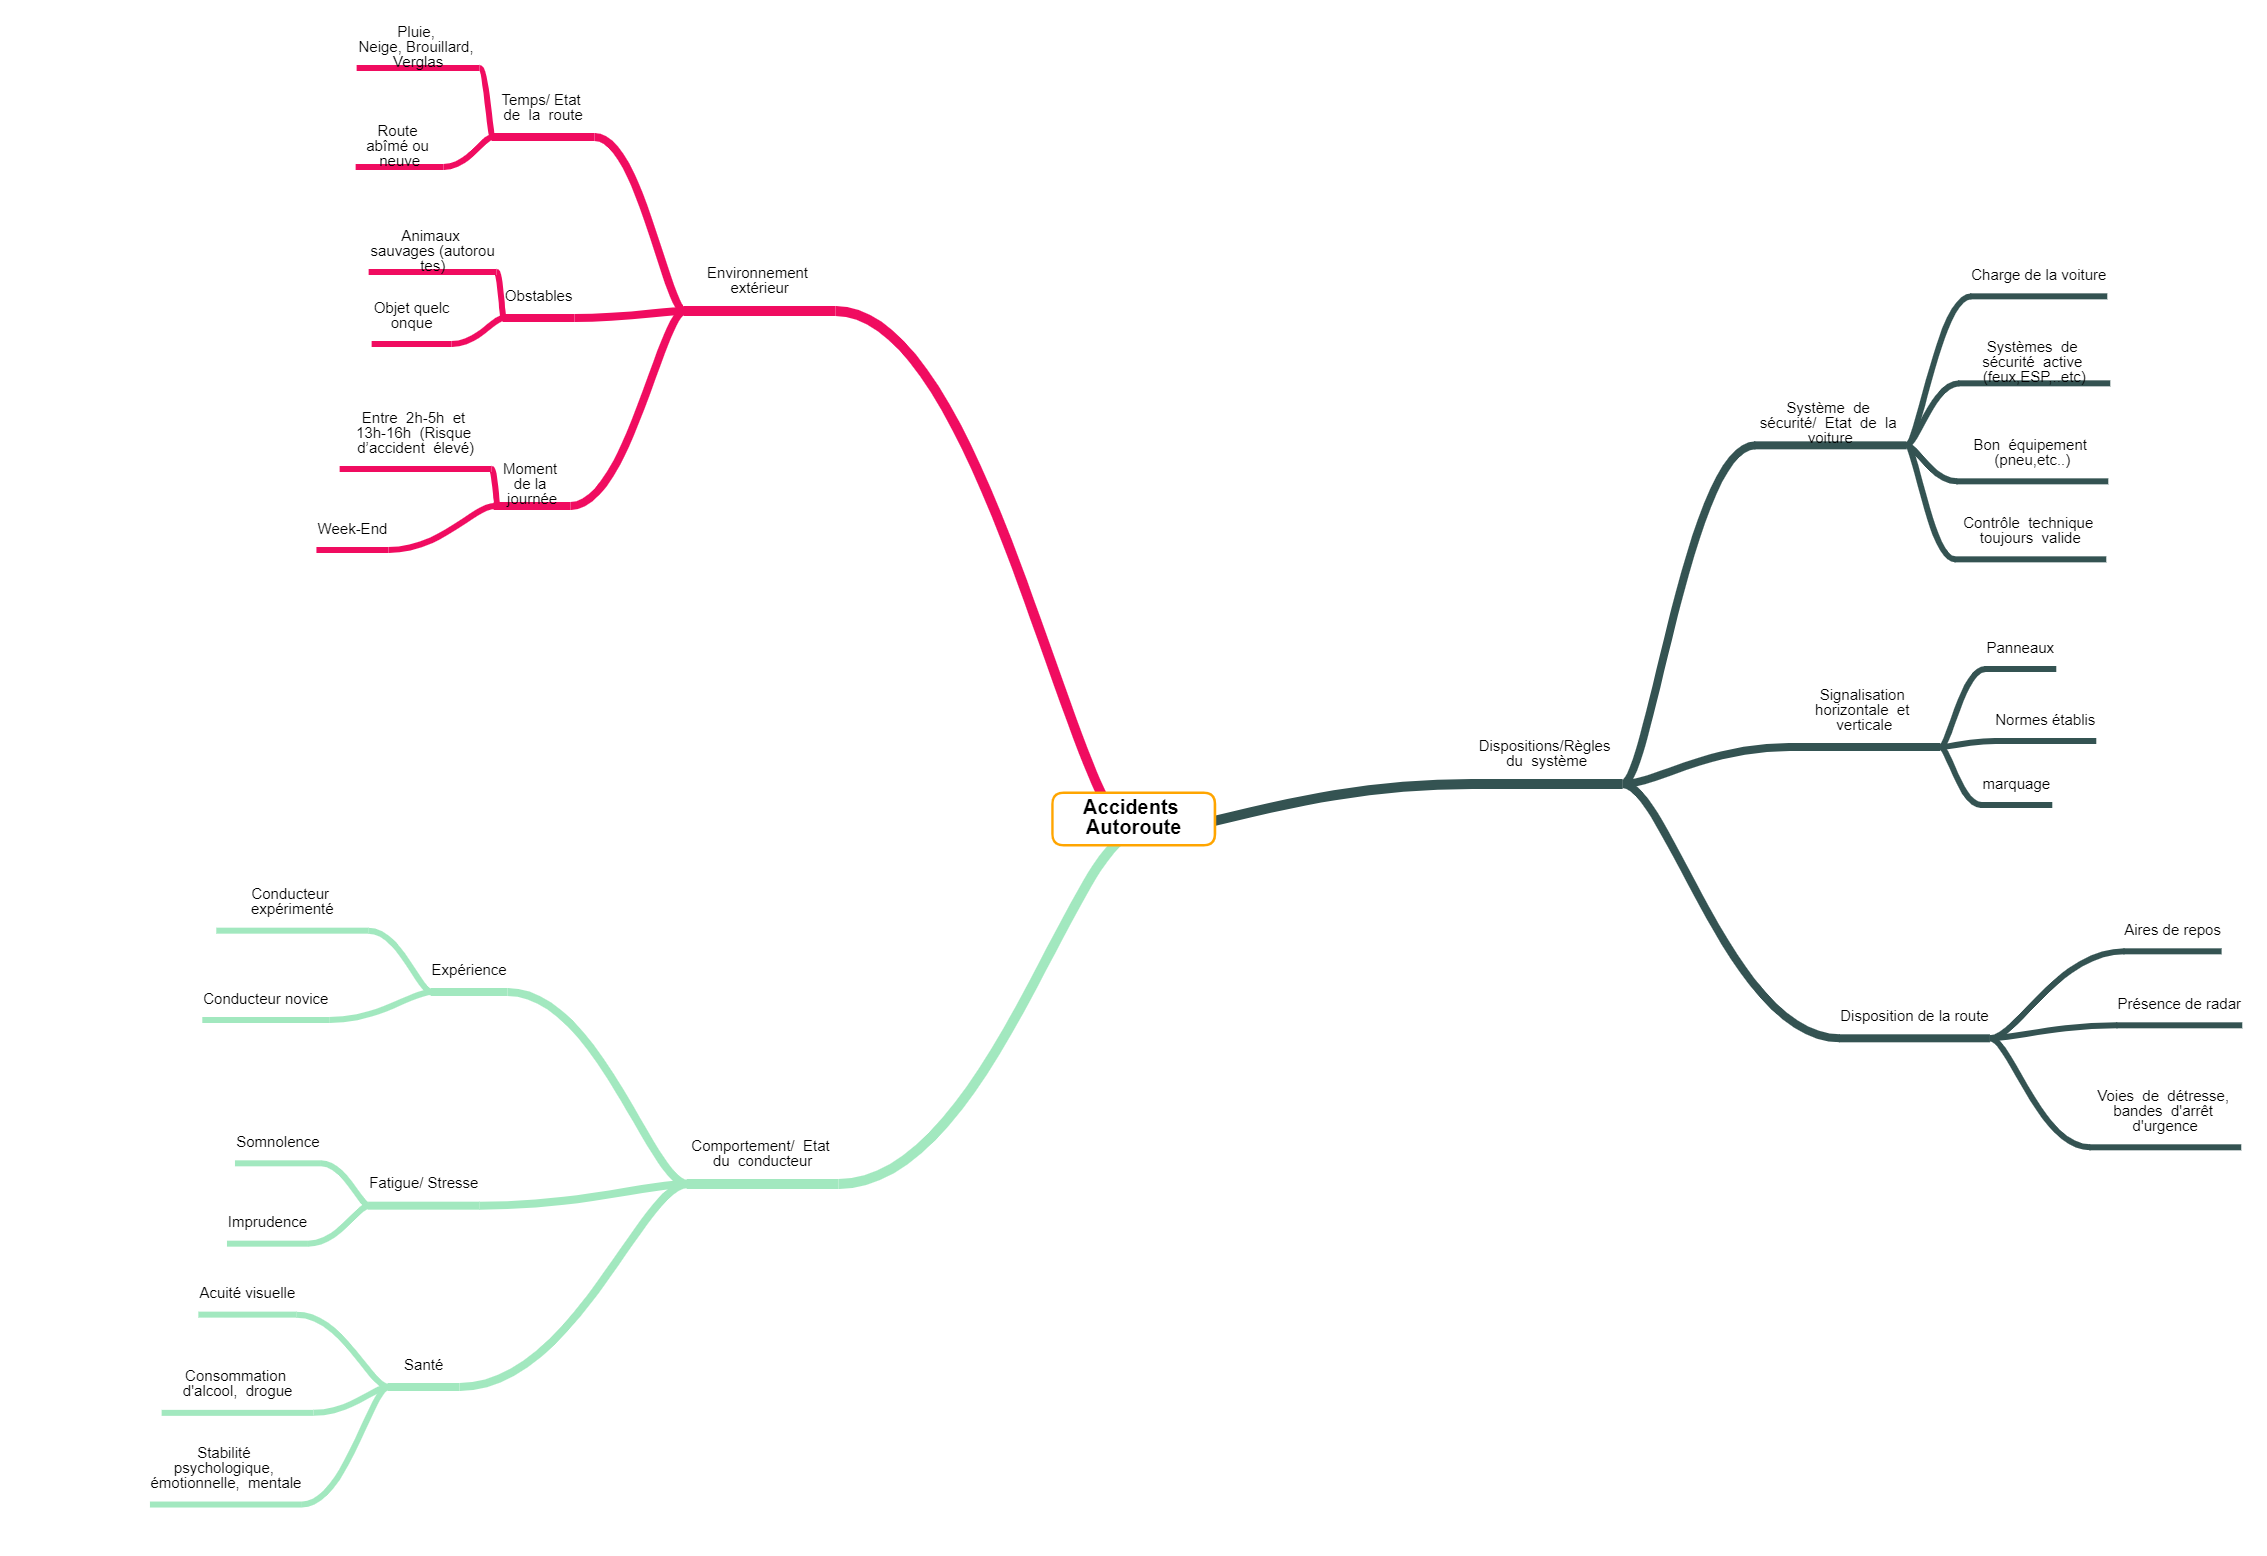 Pluie,
Neige, Brouillard,
Verglas
Temps/ Etat
de la route
Route
abîmé ou
neuve
Animaux
sauvages (autorou
tes)
Obstables
Objet quelc
onque
Environnement
extérieur
Entre 2h-5h et
13h-16h (Risque
d'accident élevé)
Moment
de la
journée
Week-End
Accidents
Autoroute
Dispositions/Règles
du système
Système de
sécurité/ Etat de la
voiture
Charge de la voiture
Systèmes de
sécurité active
(feux,ESP,..etc)
Bon équipement
(pneu,etc..)
Contrôle technique
toujours valide
Signalisation
horizontale et
verticale
Panneaux
Normes établis
marquage
Disposition de la route
Aires de repos
Présence de radar
Voies de détresse,
bandes d'arrêt
d'urgence
Comportement/ Etat
du conducteur
Expérience
Conducteur
expérimenté
Conducteur novice
Fatigue/ Stresse
Somnolence
Imprudence
Santé
Acuité visuelle
Consommation
d'alcool, drogue
Stabilité
psychologique,
émotionnelle, mentale